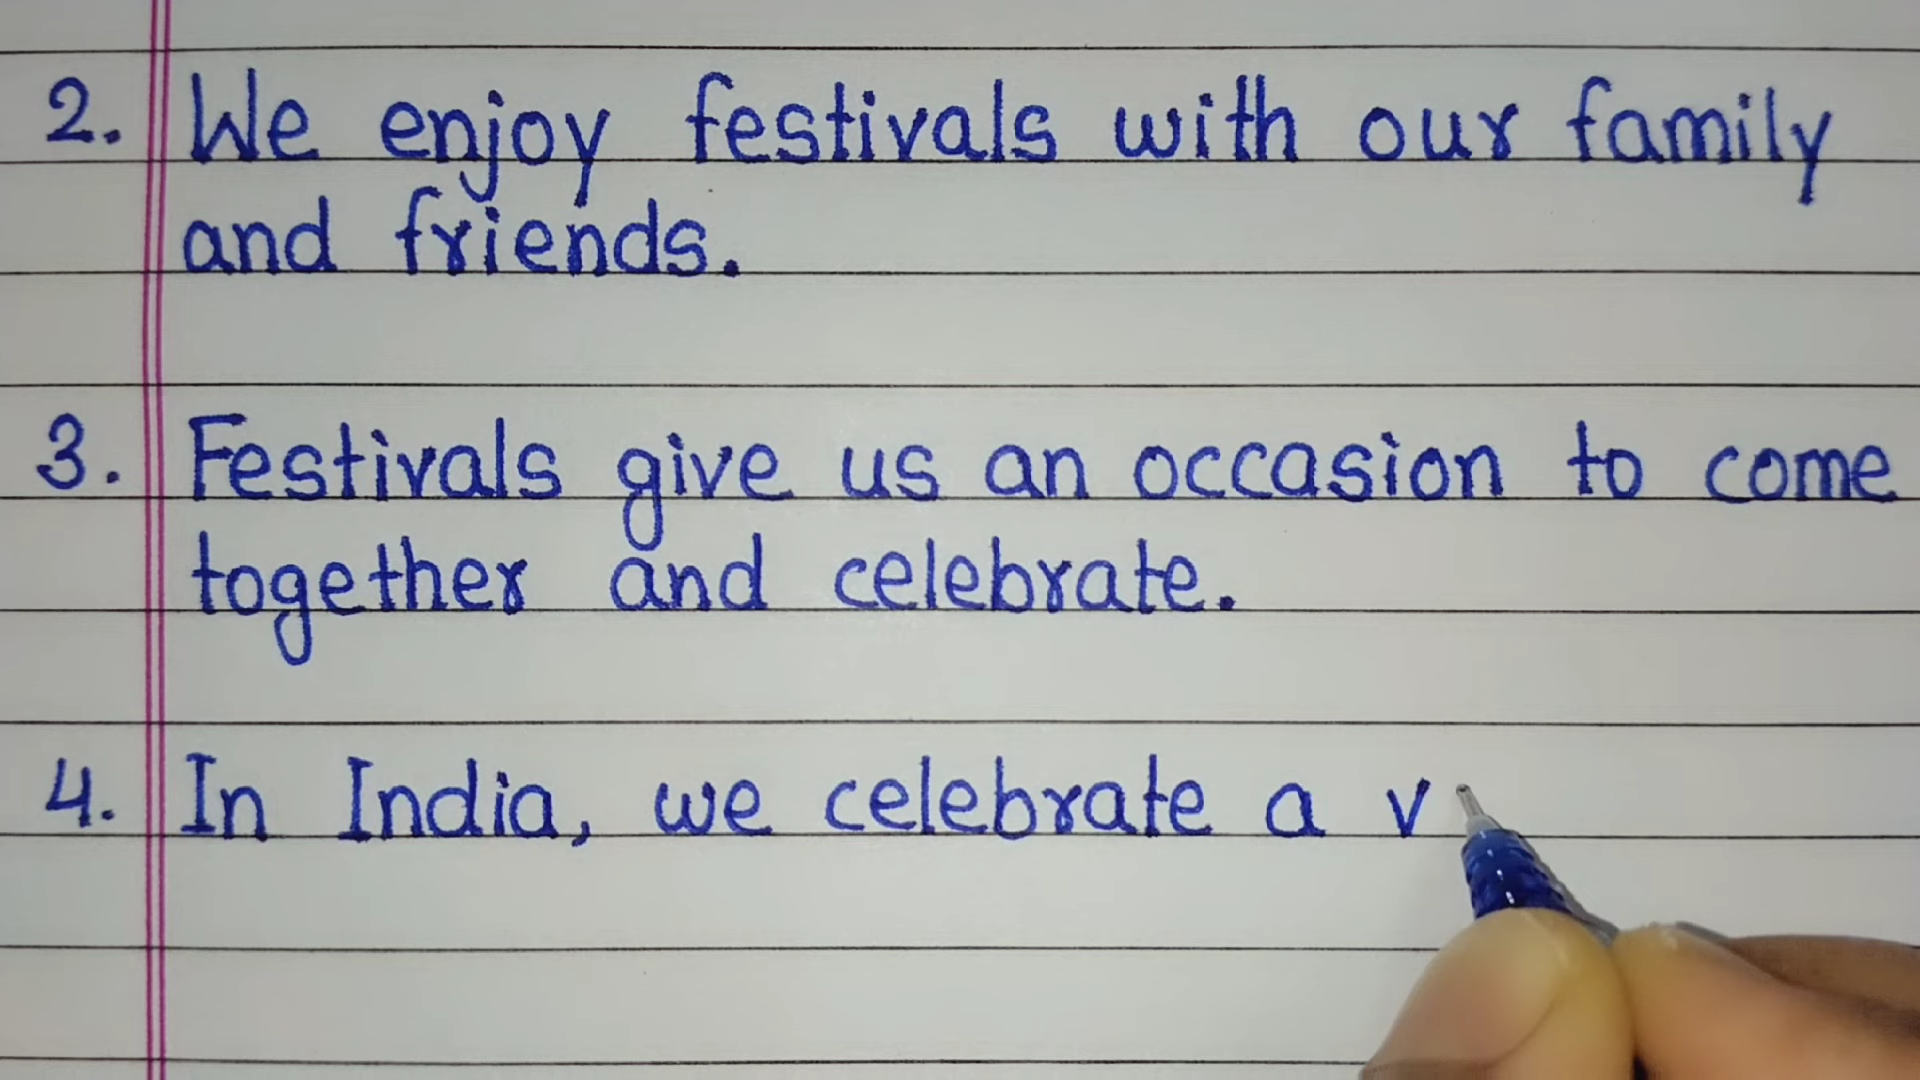 2. We enjoy festivals with our family
and friends.
3. Festivals give us an occasion to come
together and celebrate.
4. In India, we celebrate a v